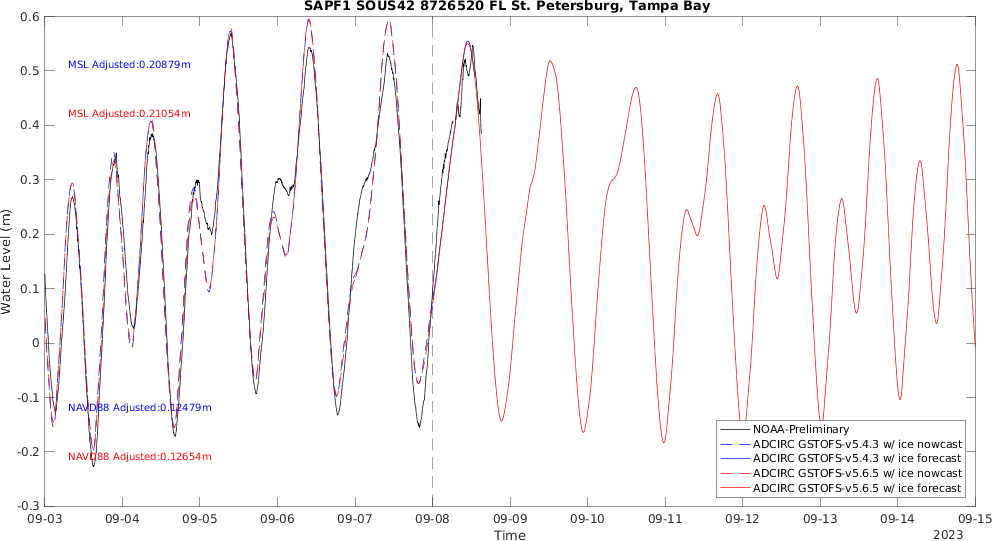 SAPF1 SOUS42 8726520 FL St. Petersburg, Tampa Bay
0.6
0.5
0.4
0.3
0.2
0.1
0
-0.1
-0.2
-0.3
Water Level (m)
MSL Adjusted:0.20879m
MSL Adjusted:0.21054m
NAVD88 Adjusted:0.12479m
NAVD88 Adjusted:0.12654m
NOAA-Preliminary
ADCIRC GSTOFS-v5.4.3 w/ ice nowcast
ADCIRC GSTOFS-v5.4.3 w/ ice forecast
ADCIRC GSTOFS-v5.6.5 w/ ice nowcast
ADCIRC GSTOFS-v5.6.5 w/ ice forecast
09-03 09-04 09-05 09-06 09-07 09-08 09-09 09-10 09-11 09-12 09-13 09-14 09-15
Time
2023